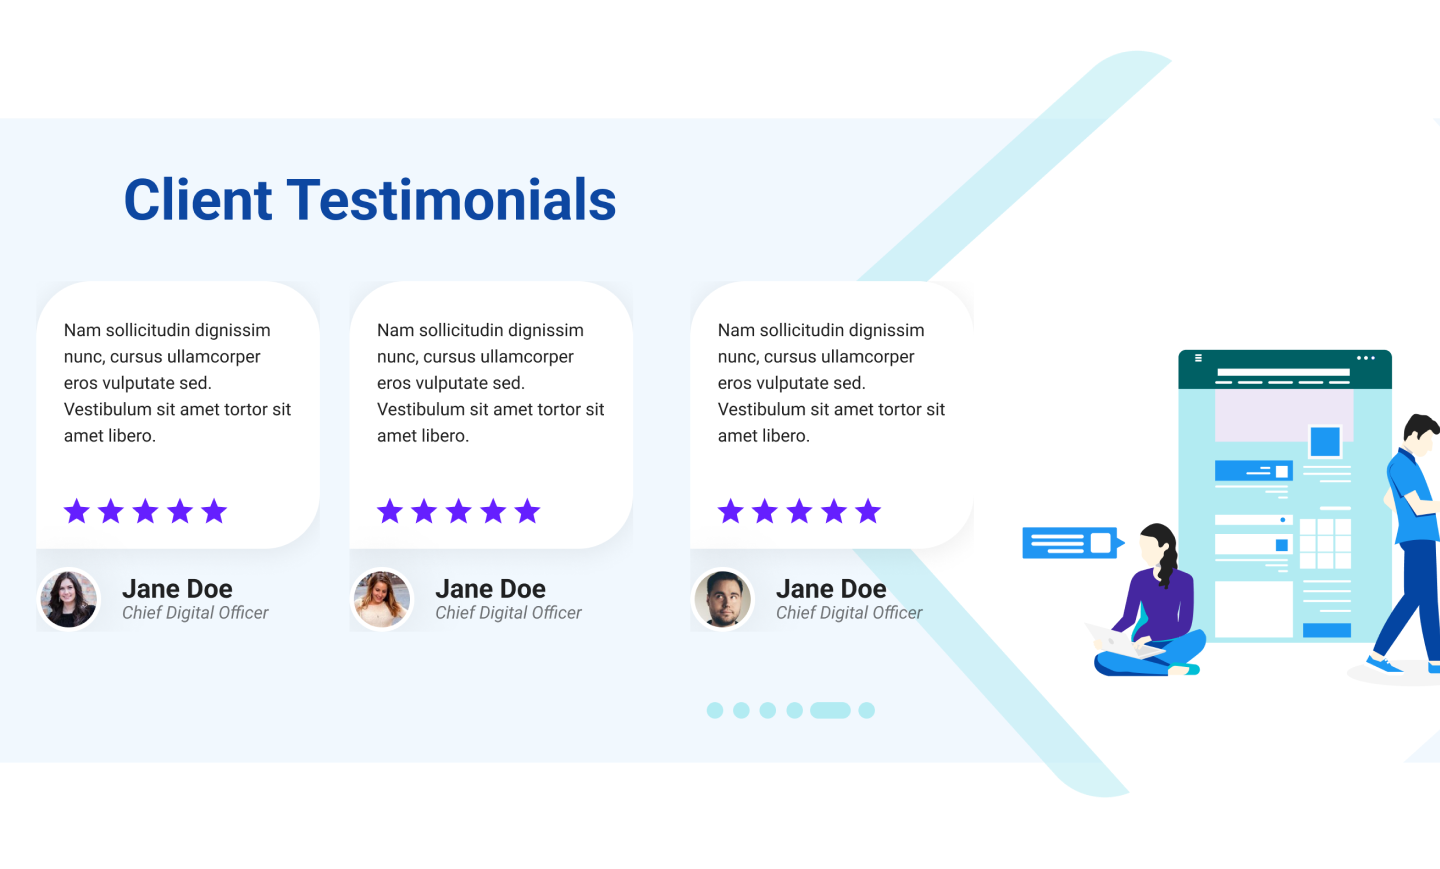 Client Testimonials
Nam sollicitudin dignissim
nunc, cursus ullamcorper
eros vulputate sed.
Vestibulum sit amet tortor sit
amet libero.
Jane Doe
Chief Digital Officer
Nam sollicitudin dignissim
nunc, cursus ullamcorper
eros vulputate sed.
Vestibulum sit amet tortor sit
amet libero.
Jane Doe
Chief Digital Officer
Nam sollicitudin dignissim
nunc, cursus ullamcorper
eros vulputate sed.
Vestibulum sit amet tortor sit
amet libero.
Jane Doe
Chief Digital Officer